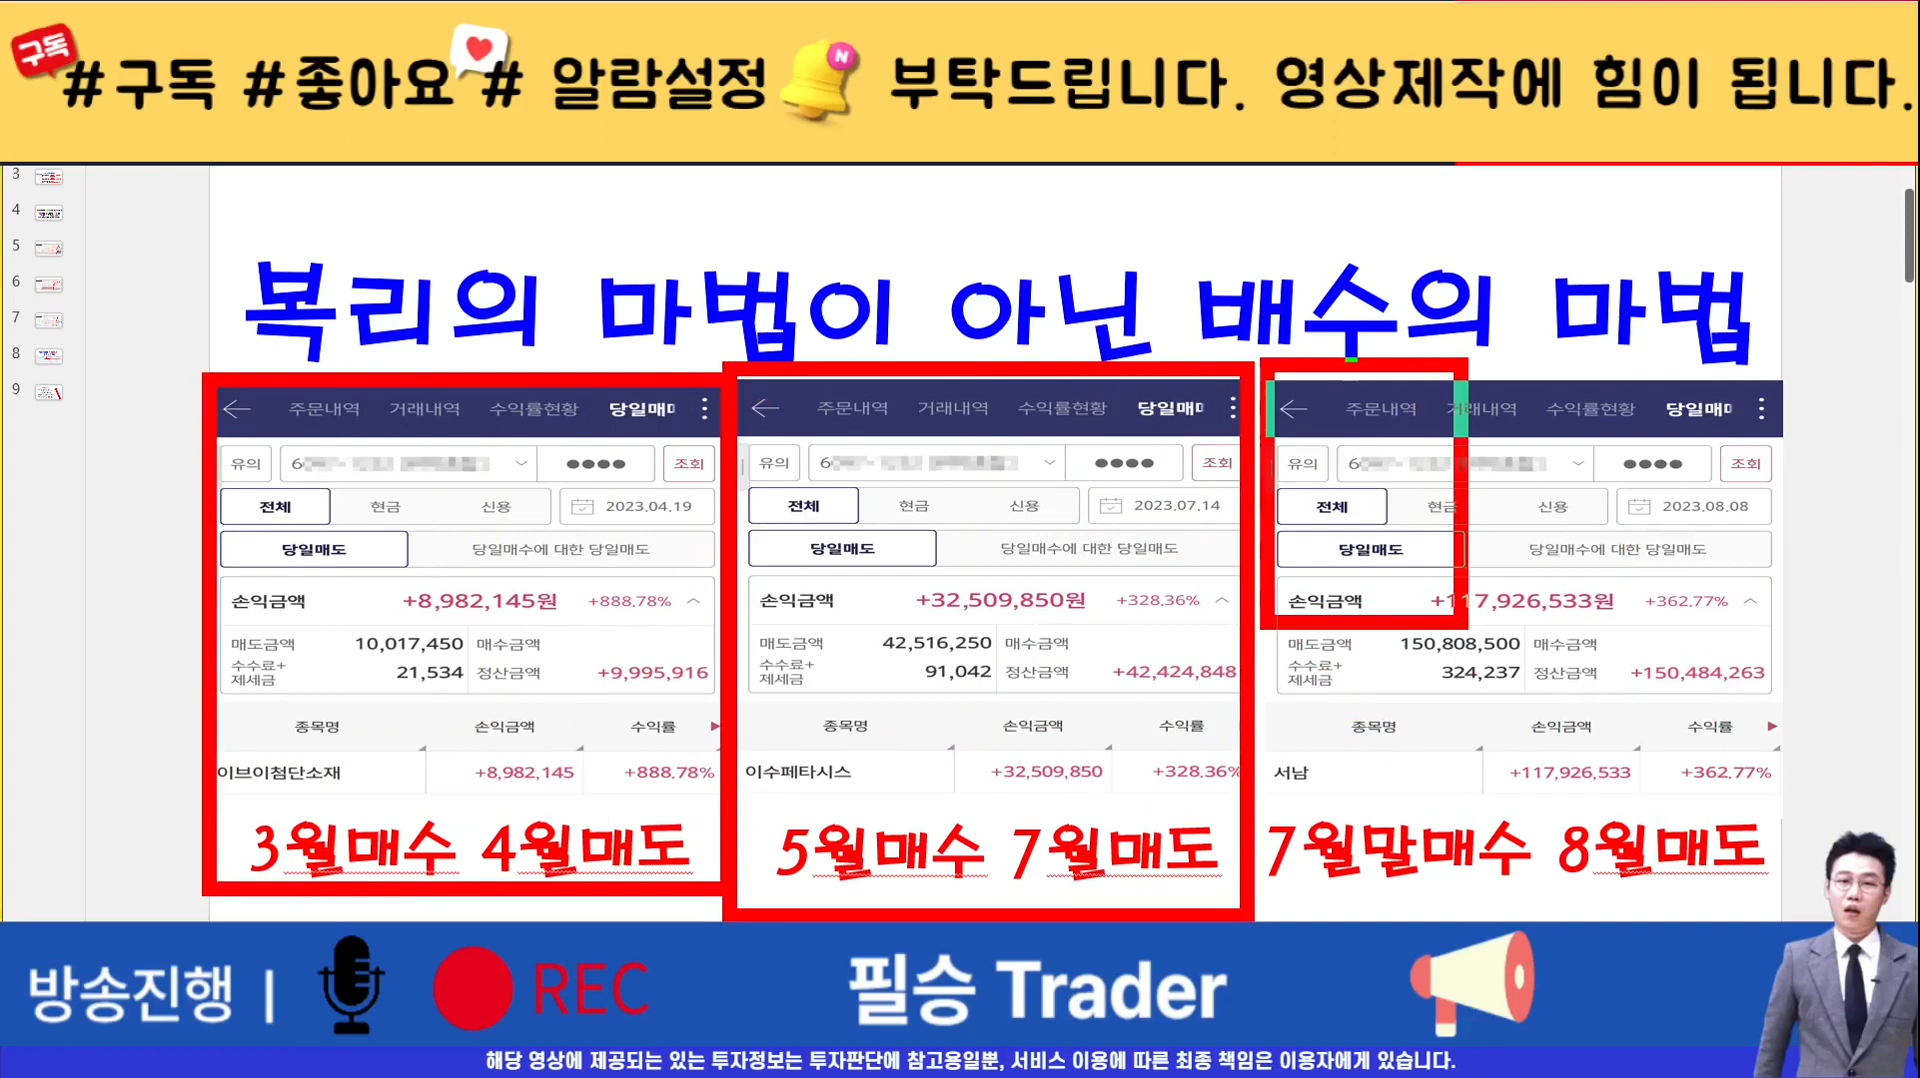 구독
#구독 #좋아요 # 알람설정 N 부탁드립니다. 영상제작에 힘이 됩니다.
3
4
5
6
7
8
9
복리의 마법이 아닌 배수의 마법
주문내역 거래내역 수익률현황 당일매
유의 6 ●●●● 조회
전체 현금 신용 2023.04.19
당일매도 당일매수에 대한 당일매도
손익금액 +8,982,145원 +888.78%
매도금액 10,017,450 매수금액
수수료+
제세금 21,534 정산금액 +9,995,916
종목명 손익금액 수익률
이브이첨단소재 +8,982,145 +888.78%
3월매수 4월매도
주문내역 거래내역 수익률현황 당일매
유의 6 ●●●● 조회
전체 현금 신용 2023.07.14
당일매도 당일매수에 대한 당일매도
손익금액 +32,509,850원 +328.36%
매도금액 42,516,250 매수금액
수수료+
제세금 91,042 정산금액 +42,424,848
종목명 손익금액 수익률
이수페타시스 +32,509,850 +328.36%
5월매수 7월매도
주문내역 거래내역 수익률현황 당일매
유의 6 ●●●● 조회
전체 현금 신용 2023.08.08
당일매도 당일매수에 대한 당일매도
손익금액 +117,926,533원 +362.77%
매도금액 150,808,500 매수금액
수수료+
제세금 324,237 정산금액 +150,484,263
종목명 손익금액 수익률
서남 +117,926,533 +362.77%
7월말매수 8월매도
방송진행 | REC 필승 Trader
해당 영상에 제공되는 있는 투자정보는 투자판단에 참고용일뿐, 서비스 이용에 따른 최종 책임은 이용자에게 있습니다.